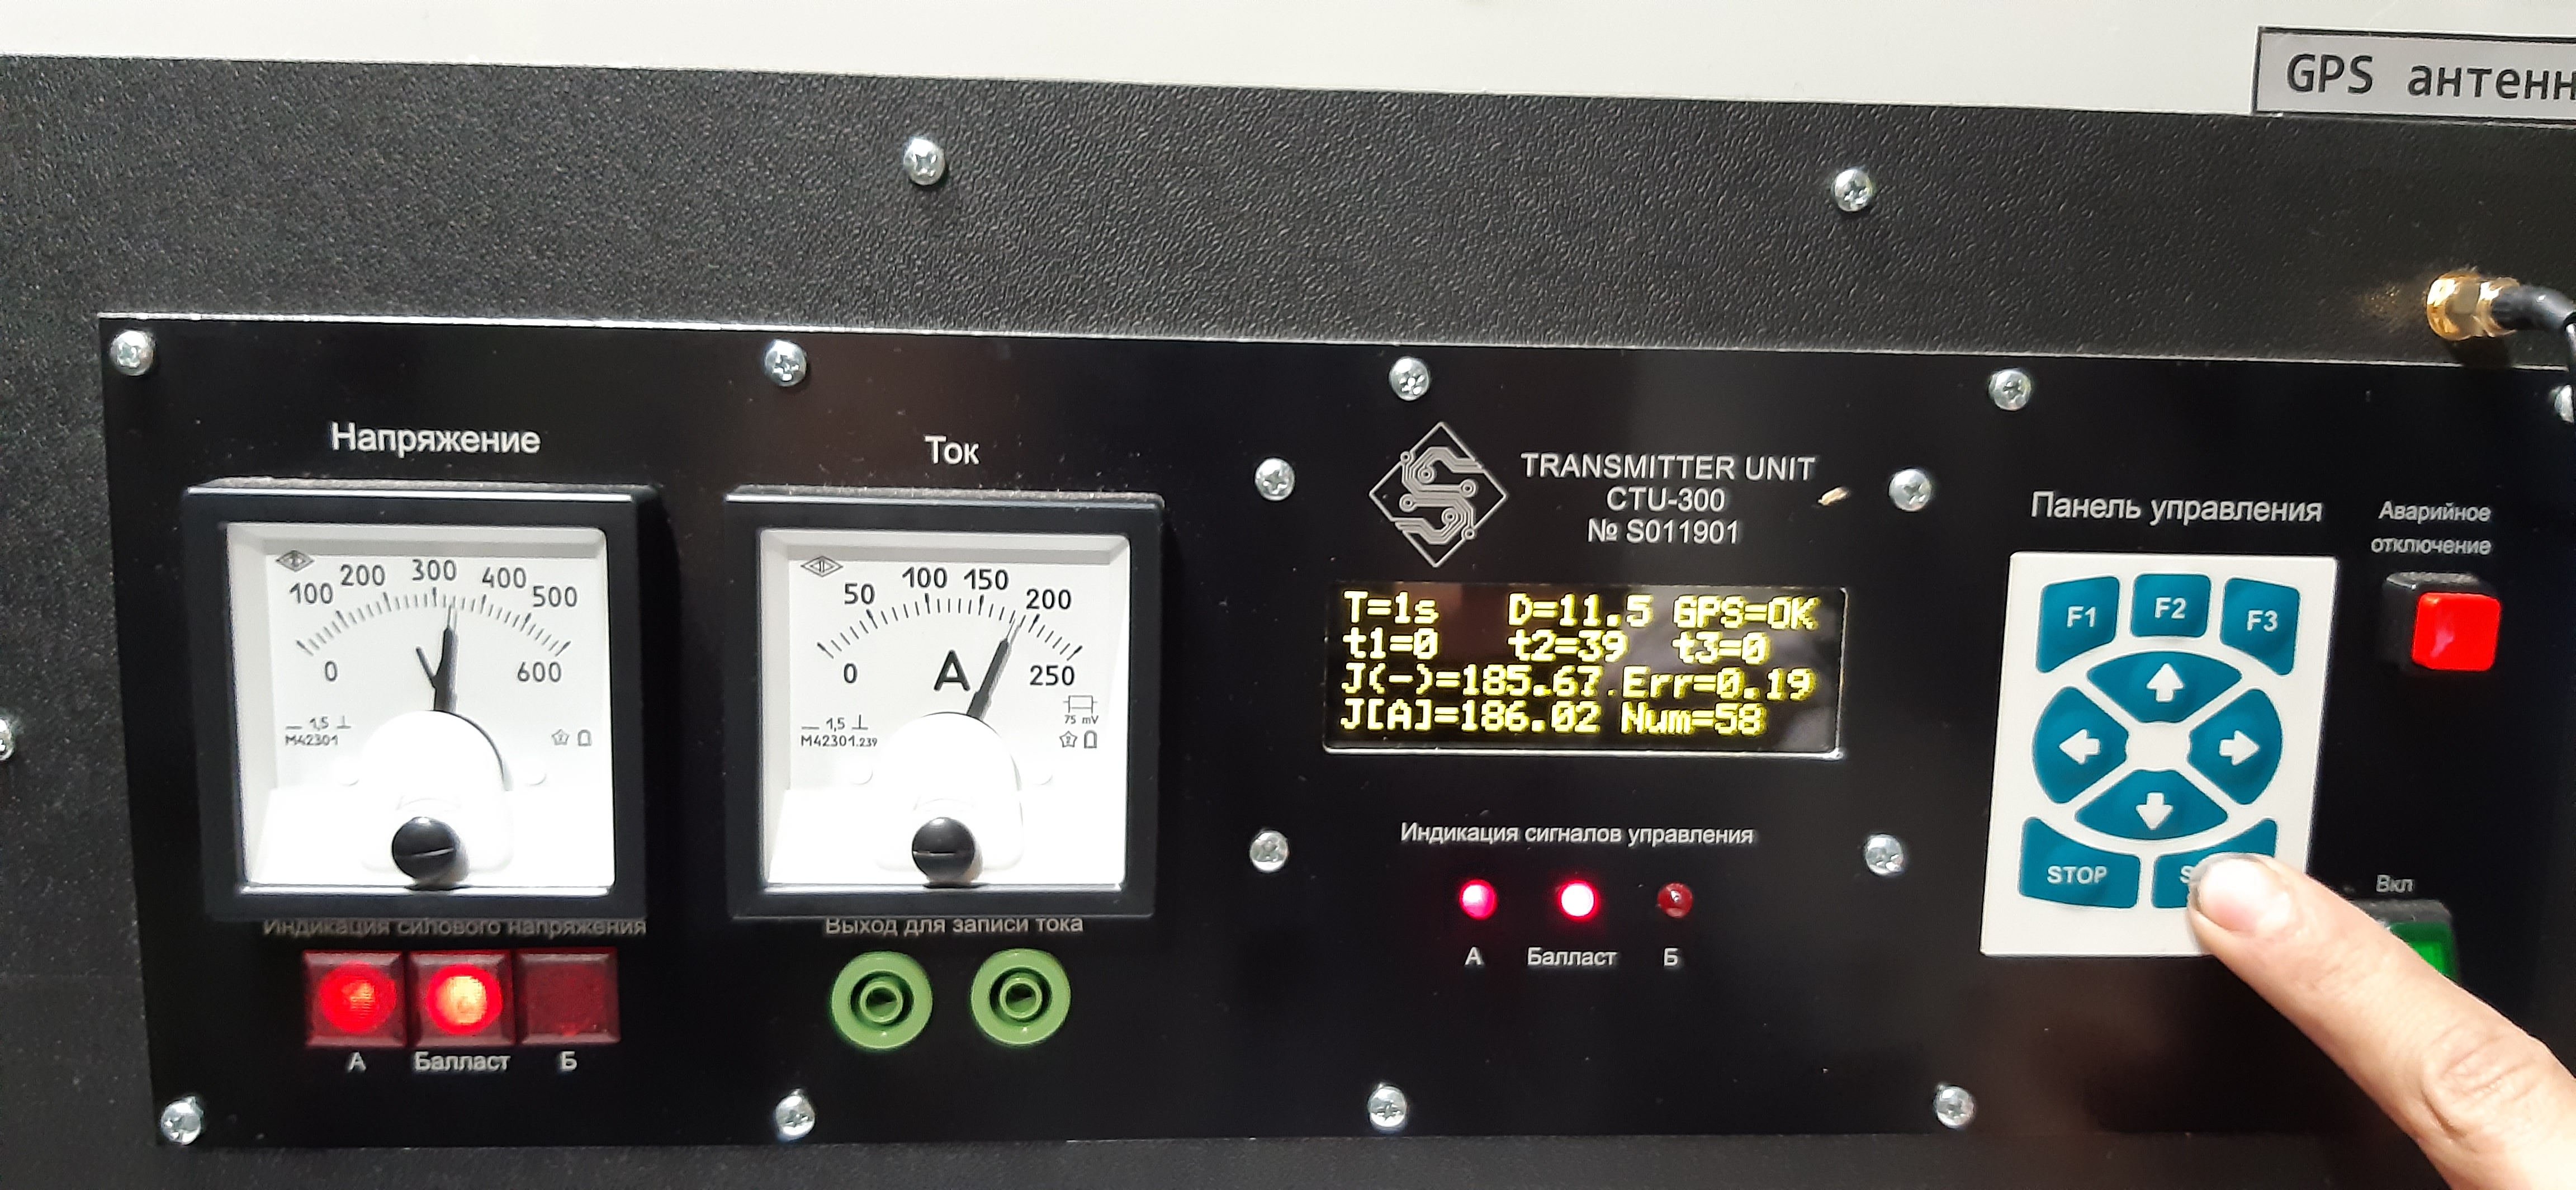 GPS антенн
Напряжение
0 100 200 300 400 500 600
V
1,5
М42301
Индикация силового напряжения
А Балласт Б
Ток
0 50 100 150 200 250
A
1,5
М42301.239
75 mV
Выход для записи тока
TRANSMITTER UNIT
CTU-300
№ S011901
T=1s D=11.5 GPS=OK
t1=0 t2=39 t3=0
J(-)=185.67 Err=0.19
J[A]=186.02 Num=58
Индикация сигналов управления
А Балласт Б
Панель управления
F1 F2 F3
STOP
Аварийное
отключение
Вкл